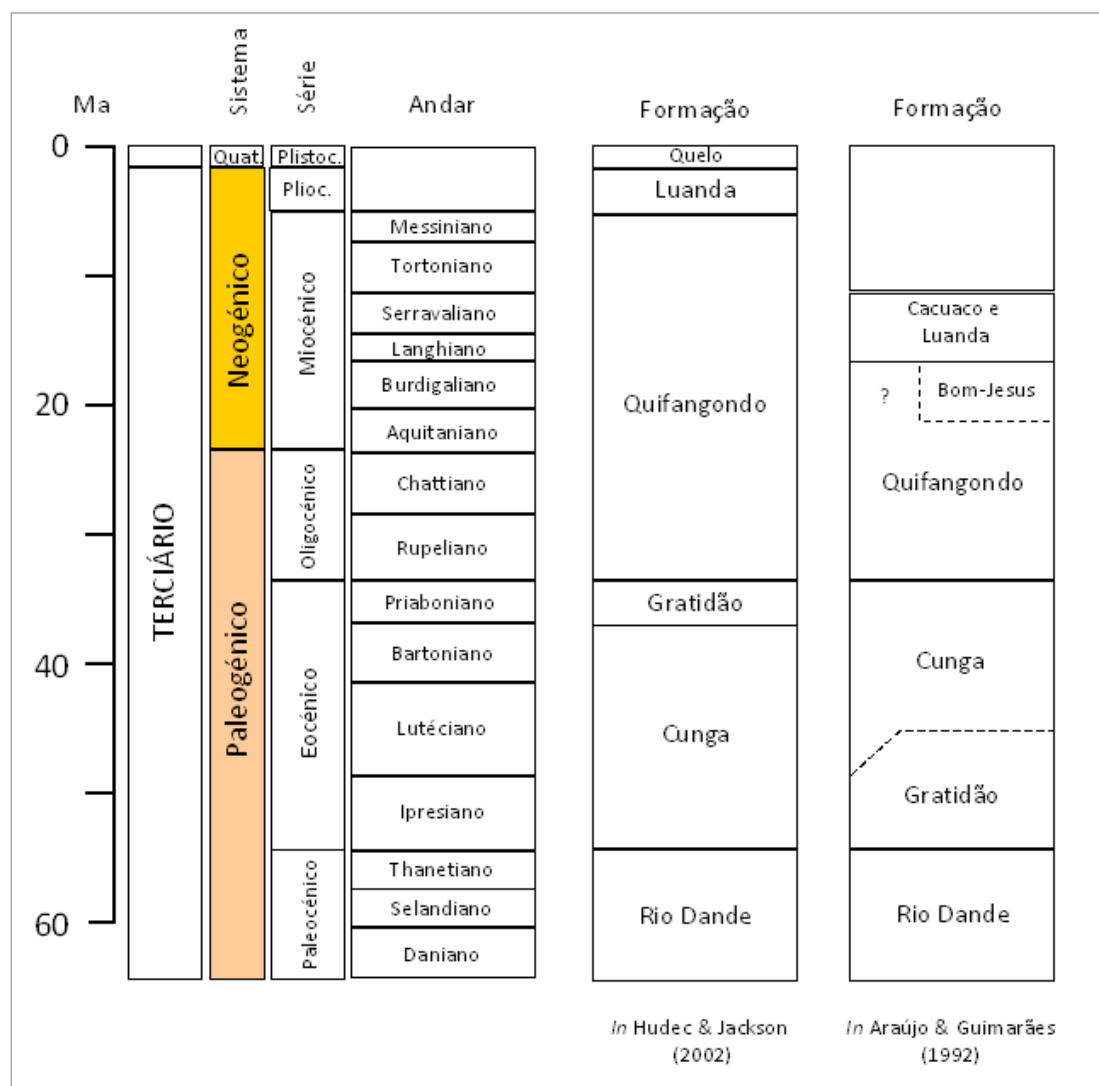 Ma
Sistema
Série
Andar
Formação
Formação
0
20
40
60
TERCIÁRIO
Quat.
Neogénico
Paleogénico
Plistoc.
Plioc.
Miocénico
Oligocénico
Eocénico
Paleocénico
Messiniano
Tortoniano
Serravaliano
Langhiano
Burdigaliano
Aquitaniano
Chattiano
Rupeliano
Priaboniano
Bartoniano
Lutéciano
Ipresiano
Thanetiano
Selandiano
Daniano
Quelo
Luanda
Quifangondo
Gratidão
Cunga
Rio Dande
In Hudec & Jackson
(2002)
Cacuaco e
Luanda
?
Bom-Jesus
Quifangondo
Cunga
Gratidão
Rio Dande
In Araújo & Guimarães
(1992)